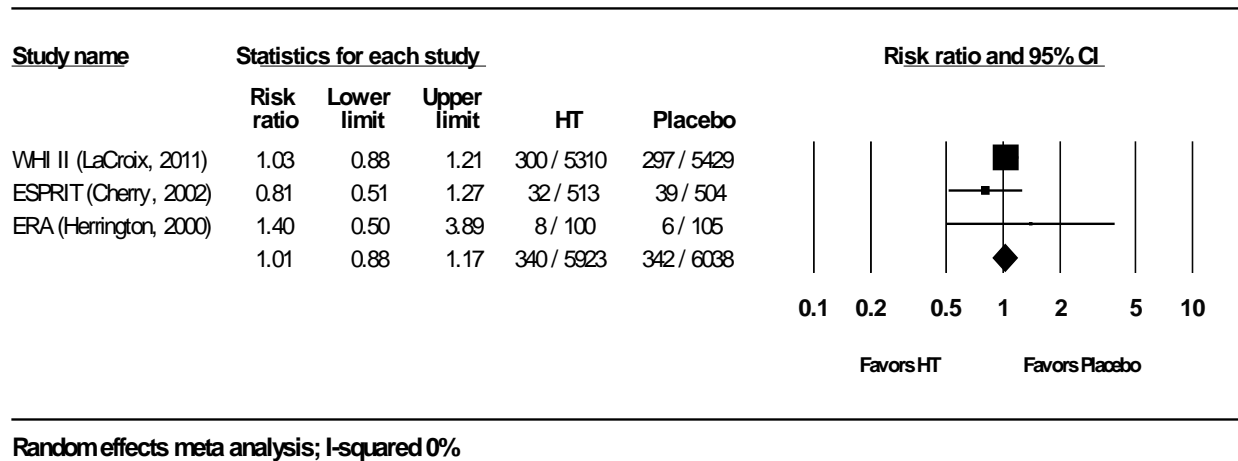 Study name Statistics for each study Risk ratio and 95% CI
Risk ratio Lower limit Upper limit HT Placebo
WHI II (LaCroix, 2011) 1.03 0.88 1.21 300 / 5310 297 / 5429
ESPRIT (Cherry, 2002) 0.81 0.51 1.27 32 / 513 39 / 504
ERA (Herrington, 2000) 1.40 0.50 3.89 8 / 100 6 / 105
1.01 0.88 1.17 340 / 5923 342 / 6038
0.1 0.2 0.5 1 2 5 10
Favors HT Favors Placebo
Random effects meta analysis; I-squared 0%